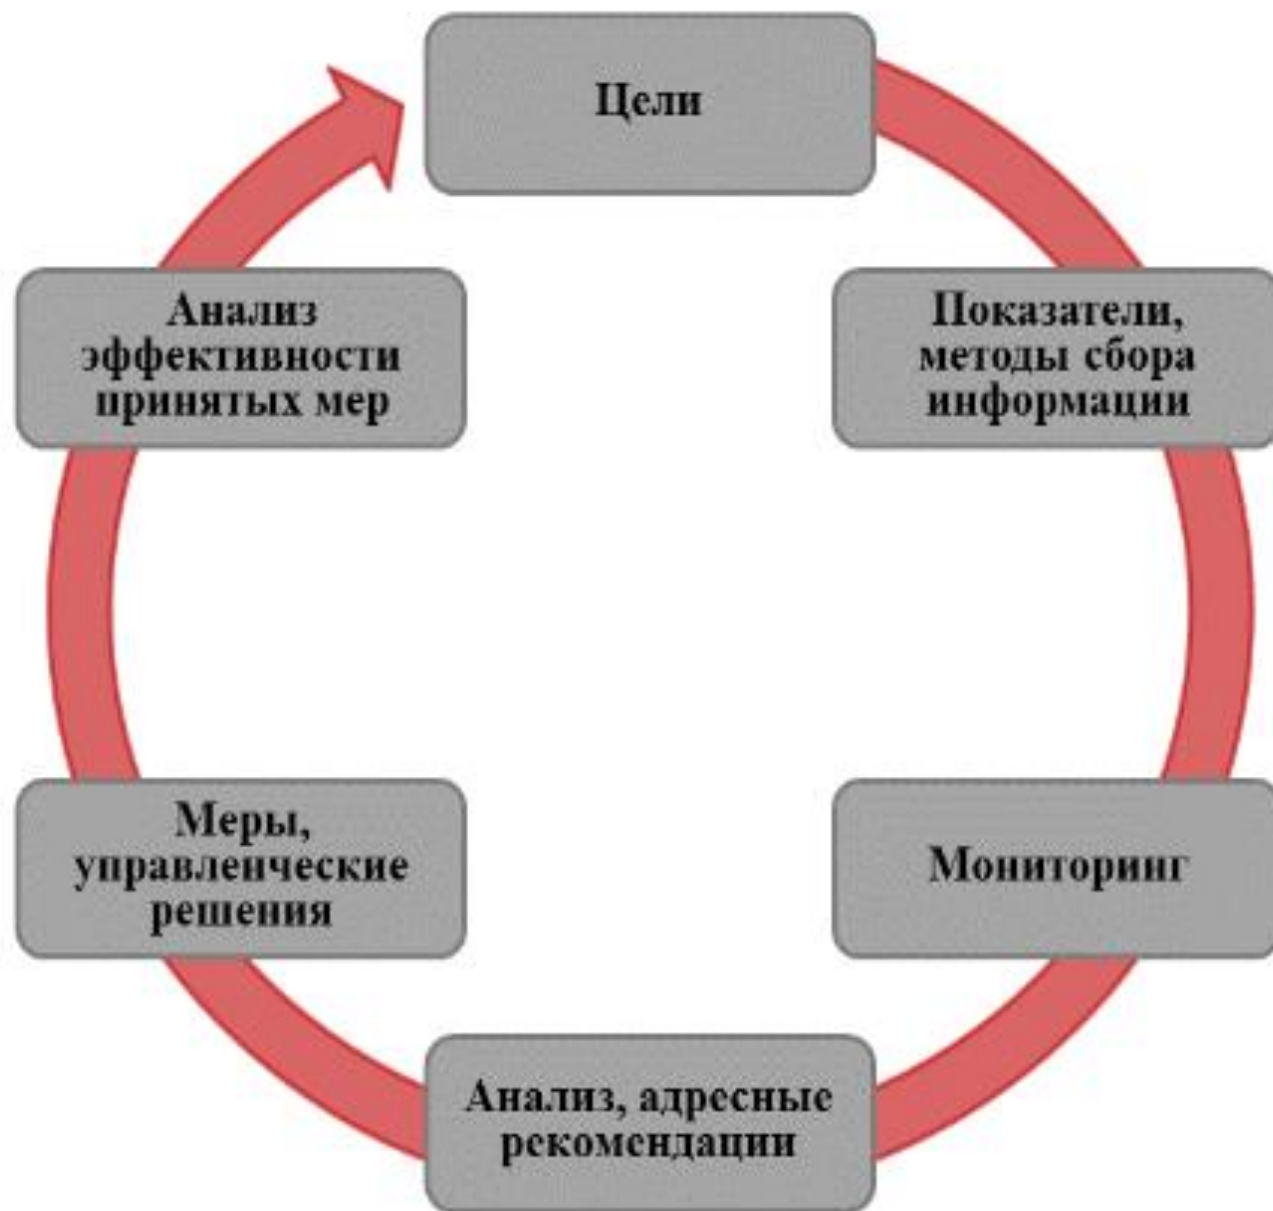 Цели
Показатели,
методы сбора
информации
Мониторинг
Анализ, адресные
рекомендации
Меры,
управленческие
решения
Анализ
эффективности
принятых мер